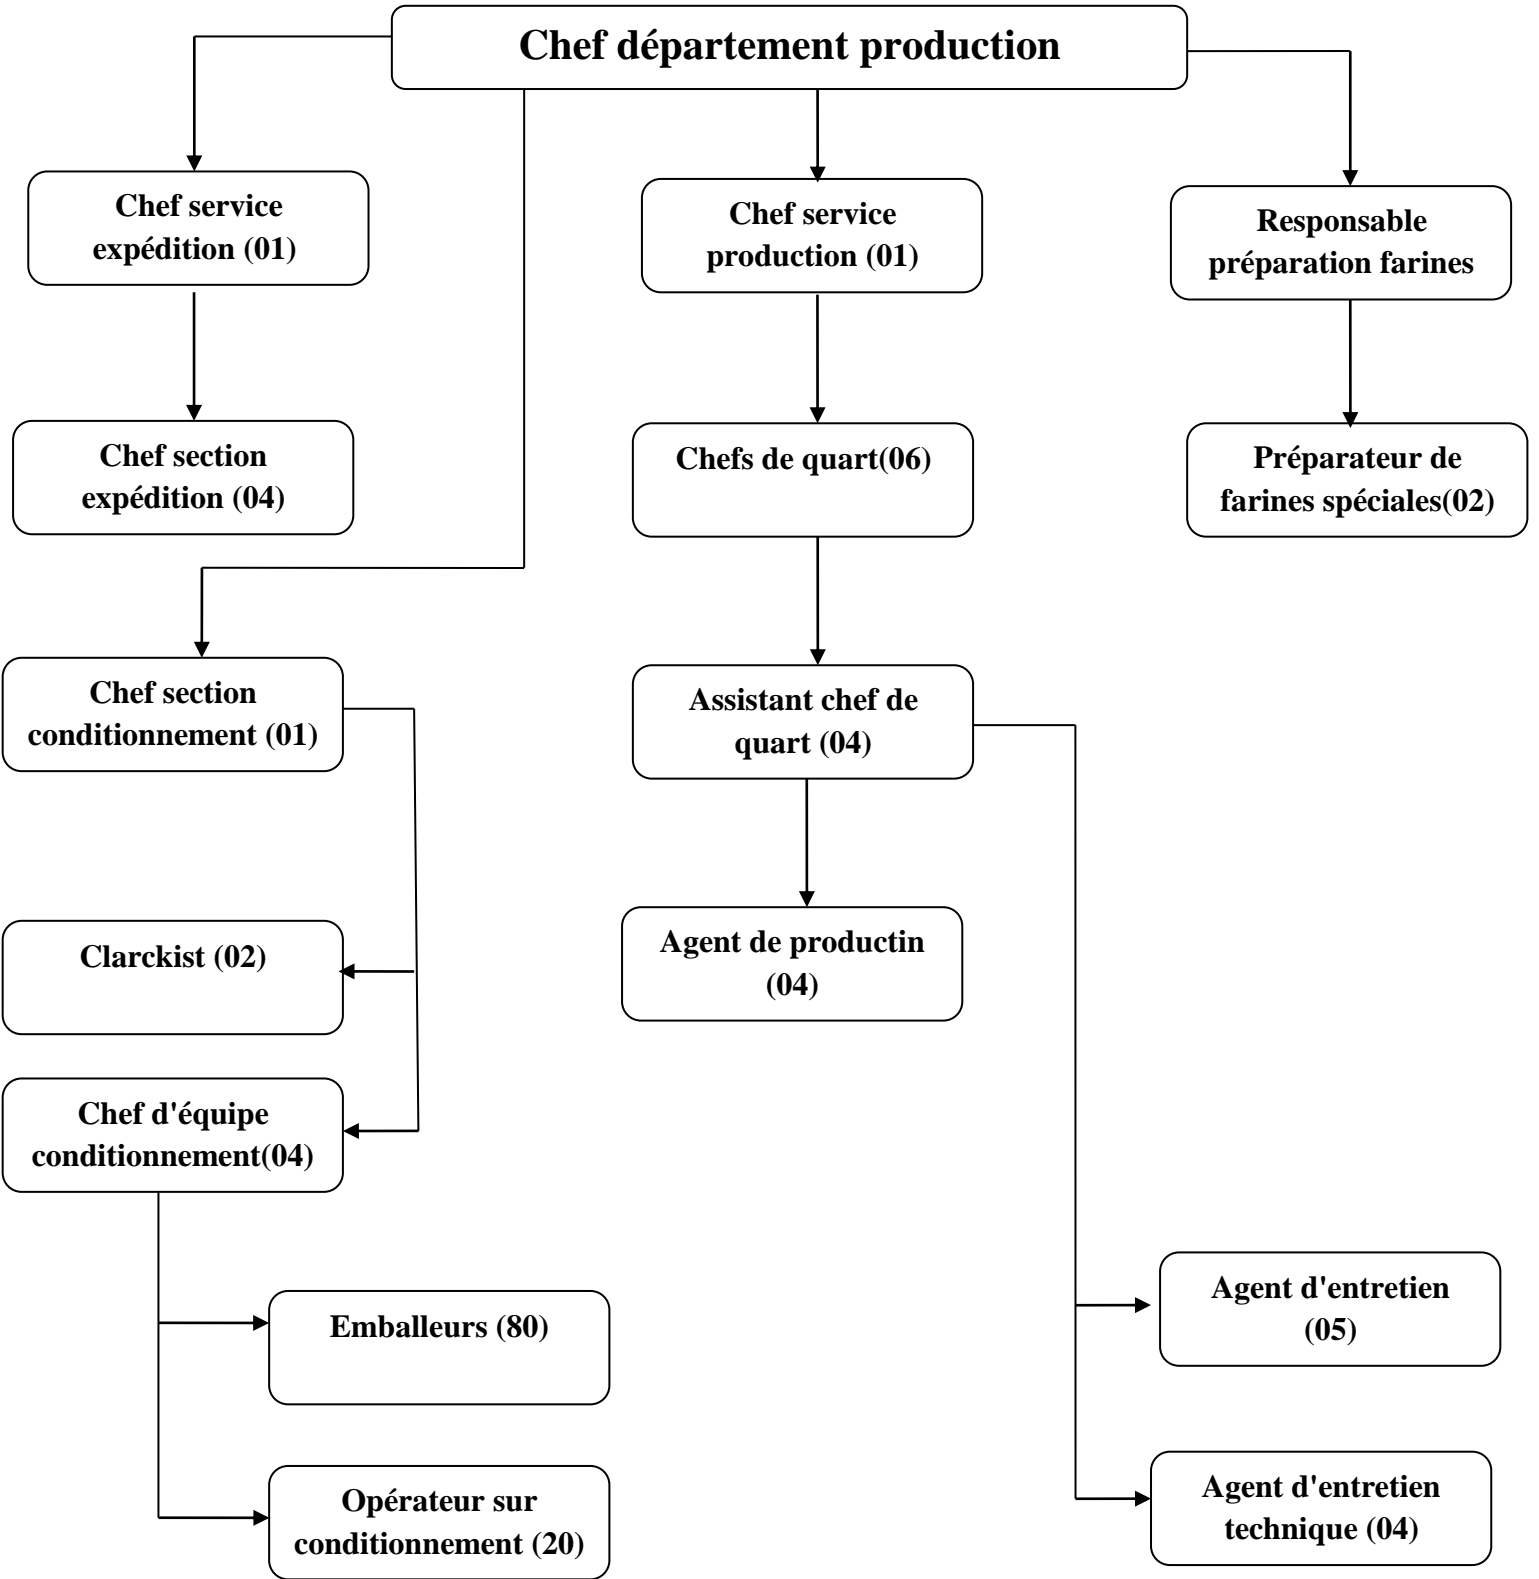 Chef département production
Chef service
expédition (01)
Chef service
production (01)
Responsable
préparation farines
Chef section
expédition (04)
Chefs de quart(06)
Préparateur de
farines spéciales(02)
Chef section
conditionnement (01)
Assistant chef de
quart (04)
Clarckist (02)
Agent de productin
(04)
Chef d'équipe
conditionnement(04)
Emballeurs (80)
Agent d'entretien
(05)
Opérateur sur
conditionnement (20)
Agent d'entretien
technique (04)